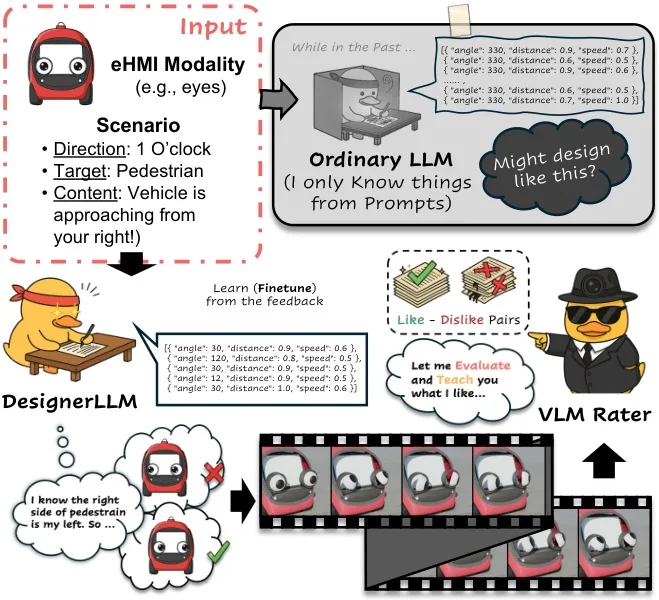 Input
eHMI Modality
(e.g., eyes)
Scenario
• Direction: 1 O'clock
• Target: Pedestrian
• Content: Vehicle is
approaching from
your right!)
While in the Past ...
[{ "angle": 330, "distance": 0.9, "speed": 0.7 },
{ "angle": 330, "distance": 0.6, "speed": 0.5 },
{ "angle": 330, "distance": 0.9, "speed": 0.6 },
...... ,
{ "angle": 330, "distance": 0.6, "speed": 0.5 },
{ "angle": 330, "distance": 0.7, "speed": 1.0 }]
Ordinary LLM
(I only Know things
from Prompts)
Might design
like this?
Learn (Finetune)
from the feedback
[{ "angle": 30, "distance": 0.9, "speed": 0.6 },
{ "angle": 120, "distance": 0.8, "speed": 0.5 },
{ "angle": 30, "distance": 0.9, "speed": 0.5 },
{ "angle": 12, "distance": 0.9, "speed": 0.5 },
{ "angle": 30, "distance": 1.0, "speed": 0.6 }]
DesignerLLM
Like - Dislike Pairs
Let me Evaluate
and Teach you
what I like...
VLM Rater
I know the right
side of pedestrain
is my left. So ...